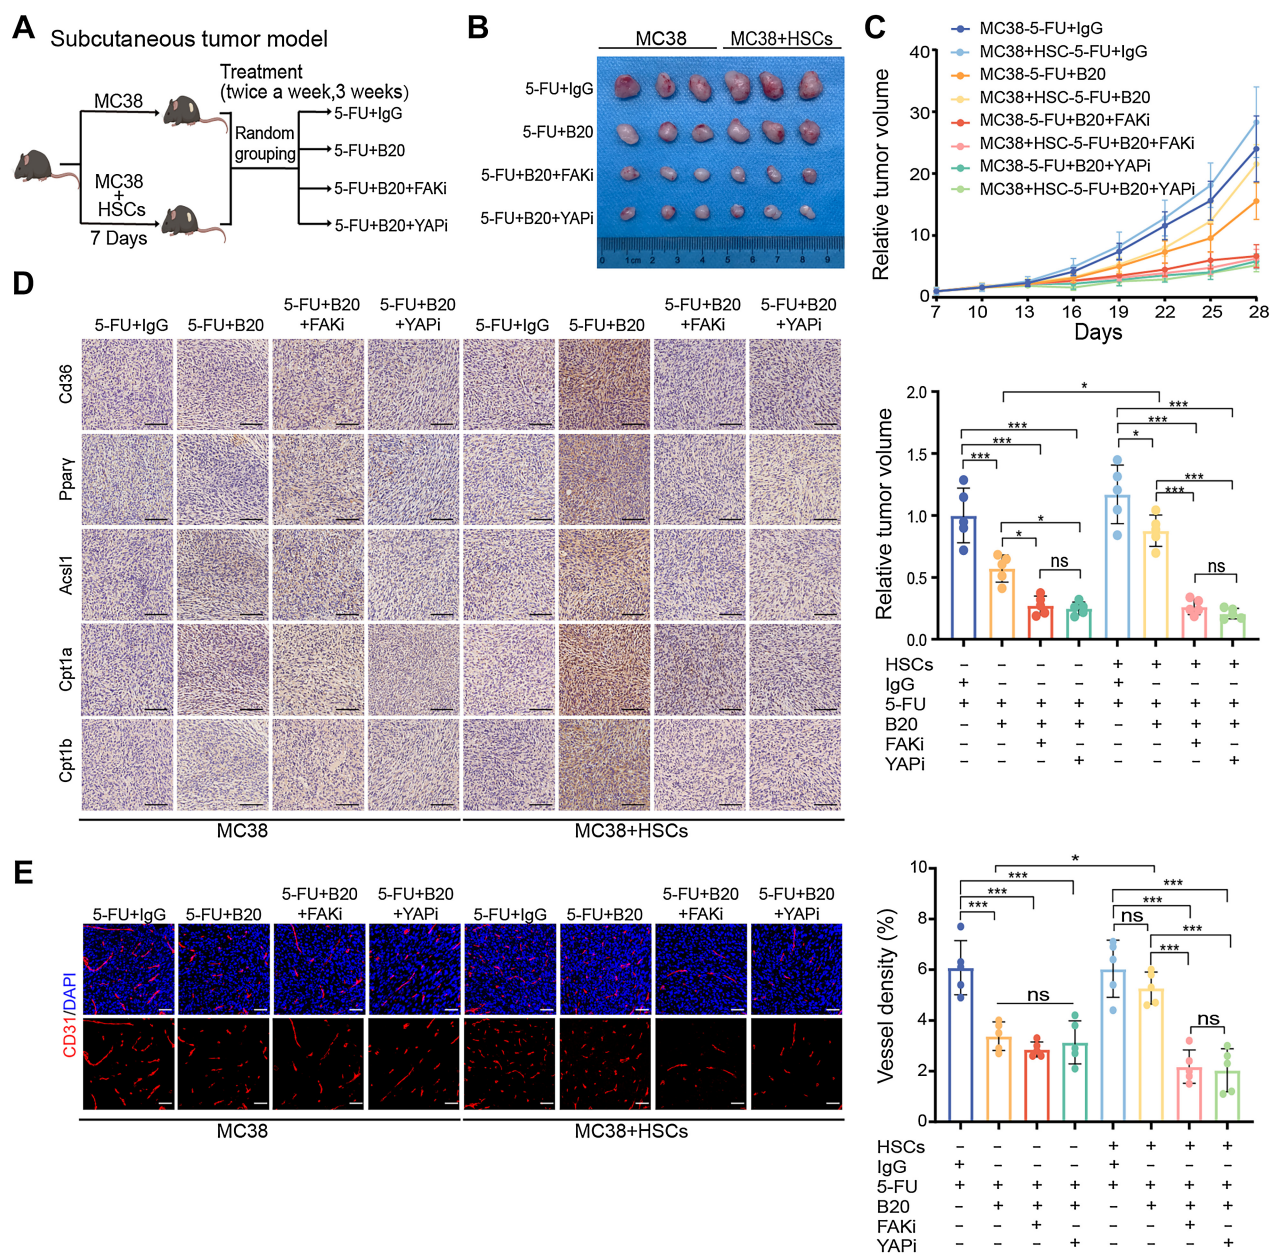 A
Subcutaneous tumor model
Treatment
(twice a week,3 weeks)
MC38
MC38
+
HSCs
7 Days
Random
grouping
5-FU+IgG
5-FU+B20
5-FU+B20+FAKi
5-FU+B20+YAPi
B
MC38 MC38+HSCs
5-FU+IgG
5-FU+B20
5-FU+B20+FAKi
5-FU+B20+YAPi
0 1cm 2 3 4 5 6 7 8 9
C
MC38-5-FU+IgG
MC38+HSC-5-FU+IgG
MC38-5-FU+B20
MC38+HSC-5-FU+B20
MC38-5-FU+B20+FAKi
MC38+HSC-5-FU+B20+FAKi
MC38-5-FU+B20+YAPi
MC38+HSC-5-FU+B20+YAPi
Relative tumor volume
40
30
20
10
0
7 10 13 16 19 22 25 28
Days
Relative tumor volume
2.0
1.5
1.0
0.5
0.0
*
*** ***
*** ***
*** *
***
* ***
*
ns ns
HSCs – – – – + + + +
IgG + – – – + – – –
5-FU + + + + + + + +
B20 – + + + – + + +
FAKi – – + – – – + –
YAPi – – – + – – – +
D
5-FU+IgG 5-FU+B20 5-FU+B20 +FAKi 5-FU+B20 +YAPi 5-FU+IgG 5-FU+B20 5-FU+B20 +FAKi 5-FU+B20 +YAPi
Cd36
Pparγ
Acsl1
Cpt1a
Cpt1b
MC38 MC38+HSCs
E
5-FU+IgG 5-FU+B20 5-FU+B20 +FAKi 5-FU+B20 +YAPi 5-FU+IgG 5-FU+B20 5-FU+B20 +FAKi 5-FU+B20 +YAPi
CD31/DAPI
MC38 MC38+HSCs
Vessel density (%)
10
8
6
4
2
0
*
*** ***
*** ***
*** ns
***
***
ns ns
HSCs – – – – + + + +
IgG + – – – + – – –
5-FU + + + + + + + +
B20 – + + + – + + +
FAKi – – + – – – + –
YAPi – – – + – – – +